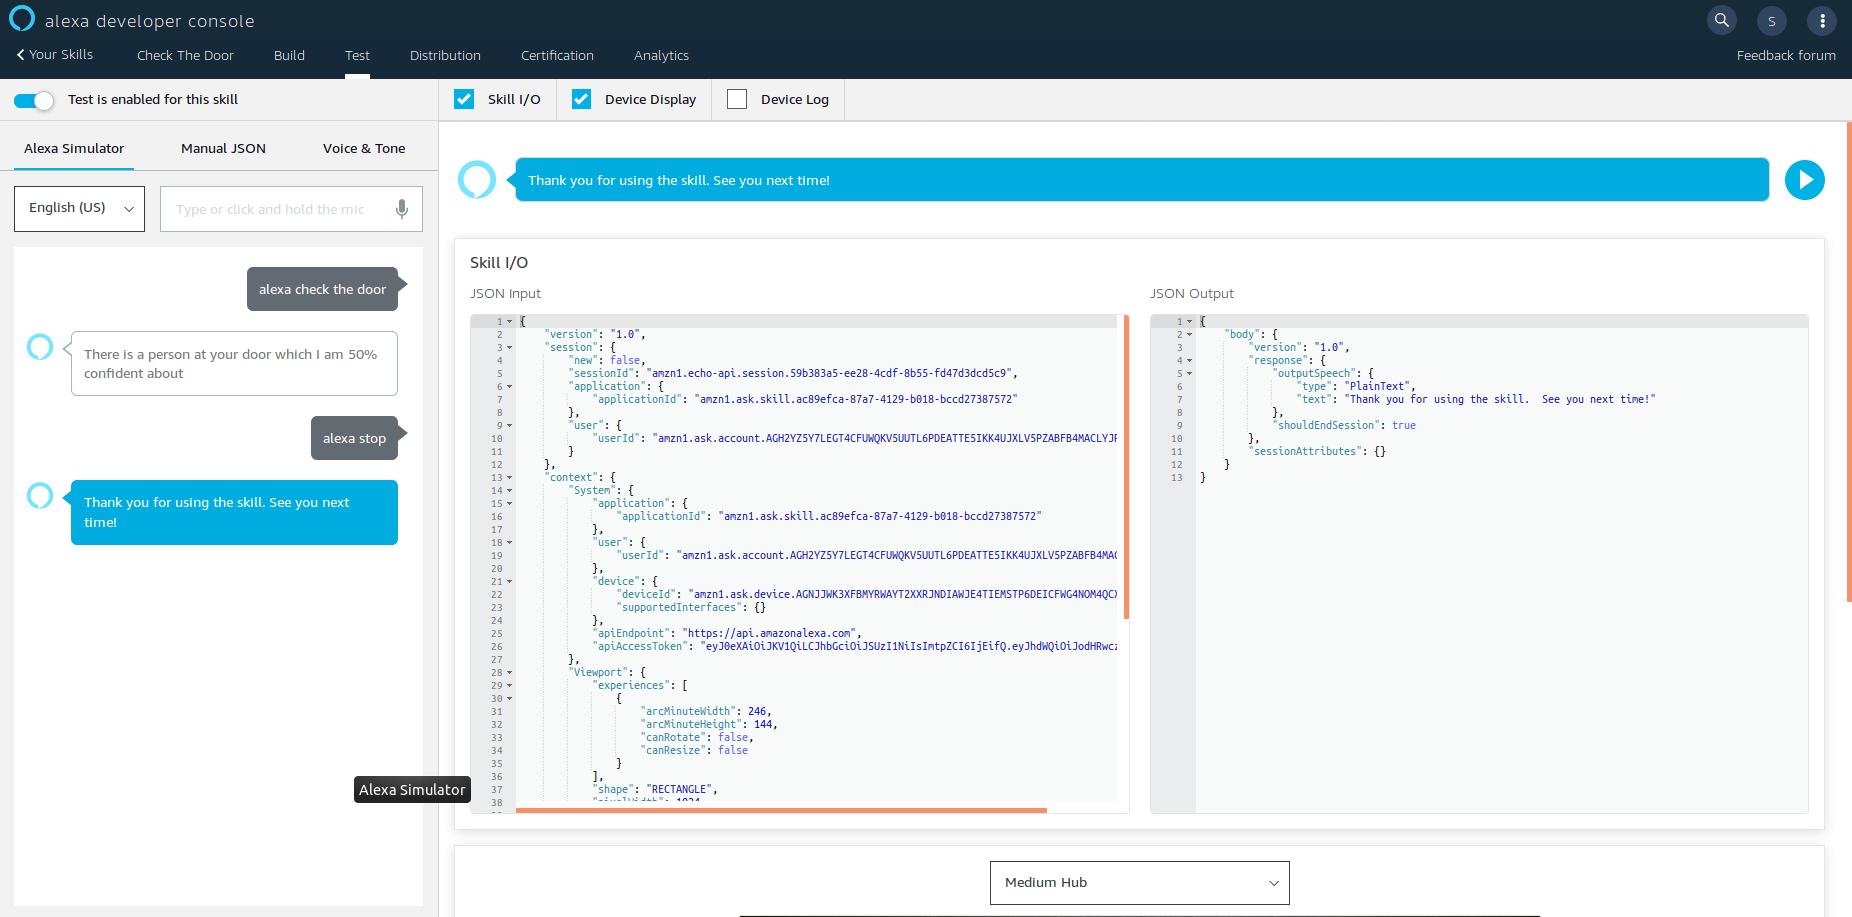 alexa developer console
S
Your Skills
Check The Door
Build
Test
Distribution
Certification
Analytics
Feedback forum
Test is enabled for this skill
Skill I/O
Device Display
Device Log
Alexa Simulator
Manual JSON
Voice & Tone
English (US)
Type or click and hold the mic
alexa check the door
There is a person at your door which I am 50%
confident about
alexa stop
Thank you for using the skill. See you next
time!
Alexa Simulator
Thank you for using the skill. See you next time!
Skill I/O
JSON Input
1 {
2 "version": "1.0",
3 "session": {
4 "new": false,
5 "sessionId": "amzn1.echo-api.session.59b383a5-ee28-4cdf-8b55-fd47d3dcd5c9",
6 "application": {
7 "applicationId": "amzn1.ask.skill.ac89efca-87a7-4129-b018-bccd27387572"
8 },
9 "user": {
10 "userId": "amzn1.ask.account.AGH2YZ5Y7LEGT4CFUWQKV5UUTL6PDEATTE5IKK4UJXLV5PZABFB4MACLYJF
11 }
12 },
13 "context": {
14 "System": {
15 "application": {
16 "applicationId": "amzn1.ask.skill.ac89efca-87a7-4129-b018-bccd27387572"
17 },
18 "user": {
19 "userId": "amzn1.ask.account.AGH2YZ5Y7LEGT4CFUWQKV5UUTL6PDEATTE5IKK4UJXLV5PZABFB4MAC
20 },
21 "device": {
22 "deviceId": "amzn1.ask.device.AGNJJWK3XFBMYRWAYT2XXRJNDIAWJE4TIEMSTP6DEICFWG4NOM4QCX
23 "supportedInterfaces": {}
24 },
25 "apiEndpoint": "https://api.amazonalexa.com",
26 "apiAccessToken": "eyJ0eXAiOiJKV1QiLCJhbGciOiJSUzI1NiIsImtpZCI6IjEifQ.eyJhdWQiOiJodHRwcz
27 },
28 "Viewport": {
29 "experiences": [
30 {
31 "arcMinuteWidth": 246,
32 "arcMinuteHeight": 144,
33 "canRotate": false,
34 "canResize": false
35 }
36 ],
37 "shape": "RECTANGLE",
38 "pixelWidth": 1024
JSON Output
1 {
2 "body": {
3 "version": "1.0",
4 "response": {
5 "outputSpeech": {
6 "type": "PlainText",
7 "text": "Thank you for using the skill.  See you next time!"
8 },
9 "shouldEndSession": true
10 },
11 "sessionAttributes": {}
12 }
13 }
Medium Hub